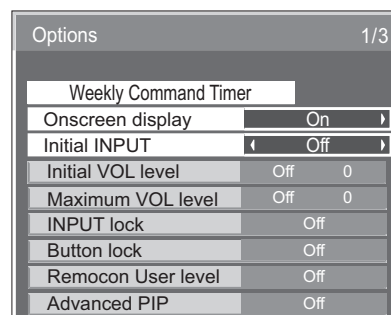 Options 1/3
Weekly Command Timer
Onscreen display On
Initial INPUT Off
Initial VOL level Off 0
Maximum VOL level Off 0
INPUT lock Off
Button lock Off
Remocon User level Off
Advanced PIP Off